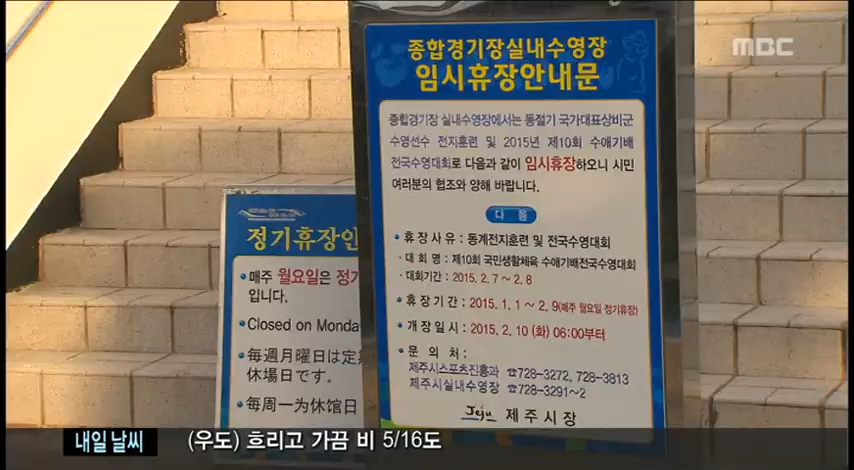 MBC
종합경기장실내수영장
임시휴장안내문
종합경기장 실내수영장에서는 동절기 국가대표상비군
수영선수 전지훈련 및 2015년 제10회 수애기배
전국수영대회로 다음과 같이 임시휴장하오니 시민
여러분의 협조와 양해 바랍니다.
다 음
• 휴 장 사 유 : 동계전지훈련 및 전국수영대회
- 대 회 명 : 제10회 국민생활체육 수애기배전국수영대회
- 대회기간 : 2015. 2. 7 ~ 2. 8
• 휴 장 기 간 : 2015. 1. 1 ~ 2. 9(매주 월요일 정기휴장)
• 개 장 일 시 : 2015. 2. 10 (화) 06:00부터
• 문 의 처 :
제주시스포츠진흥과 ☎728-3272, 728-3813
제주시실내수영장 ☎728-3291~2
Jeju 제 주 시 장
정기휴장안
• 매주 월요일은 정기
입니다.
• Closed on Monda
• 毎週月曜日は定
休場日です。
• 每周一为休馆日
내일 날씨 (우도) 흐리고 가끔 비 5/16도